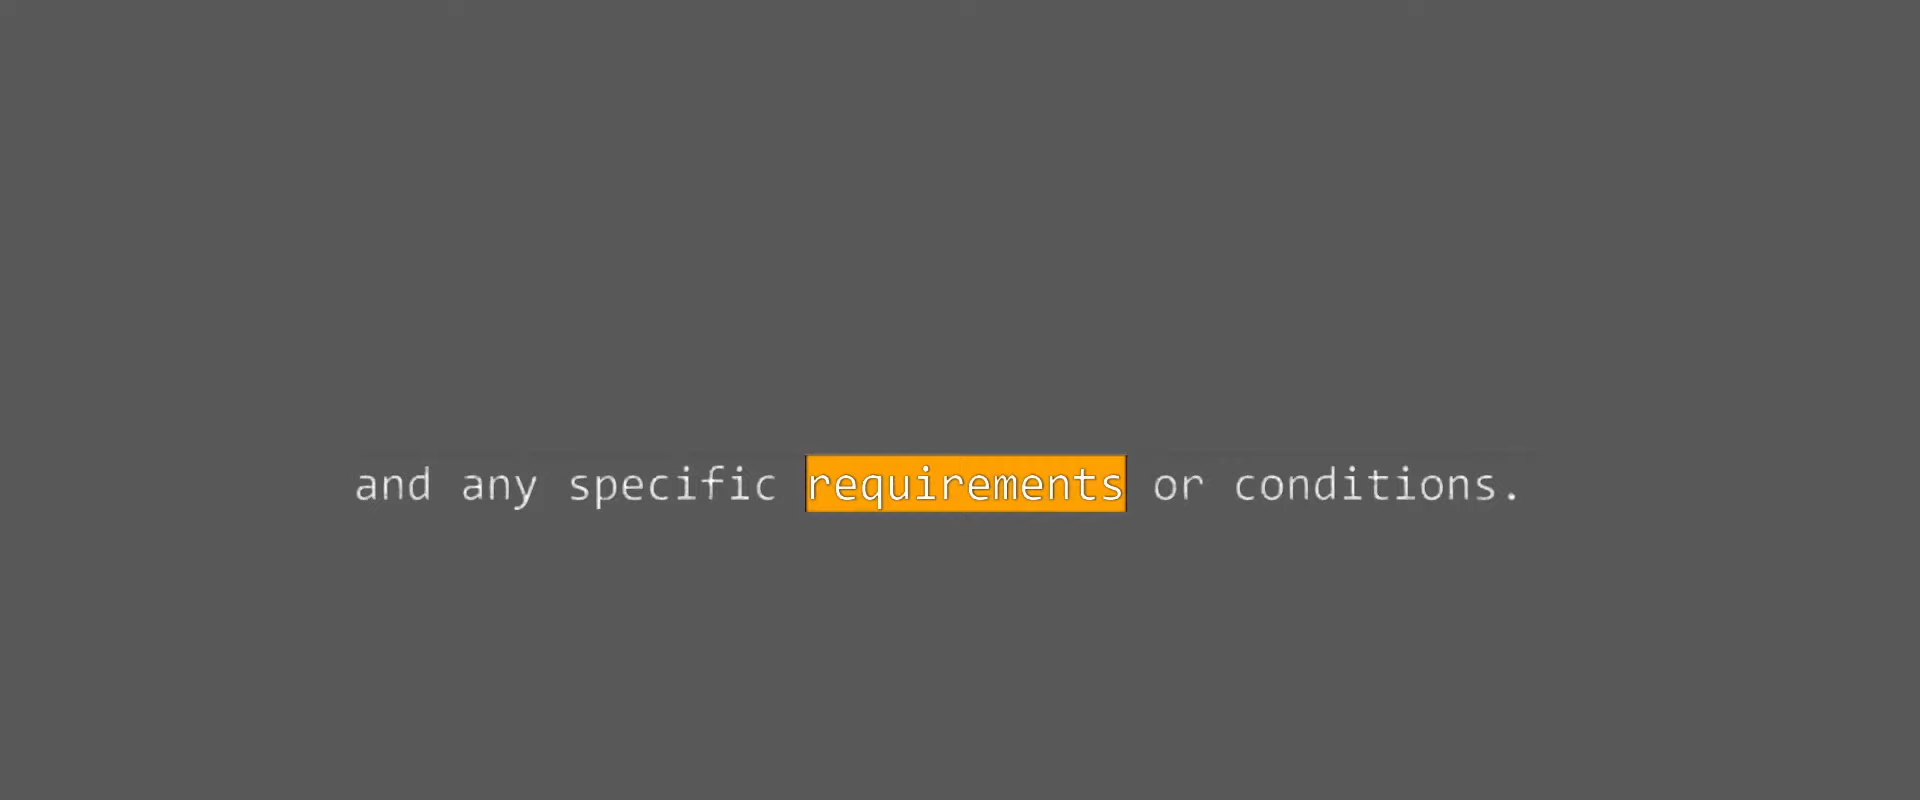 and any specific requirements or conditions.